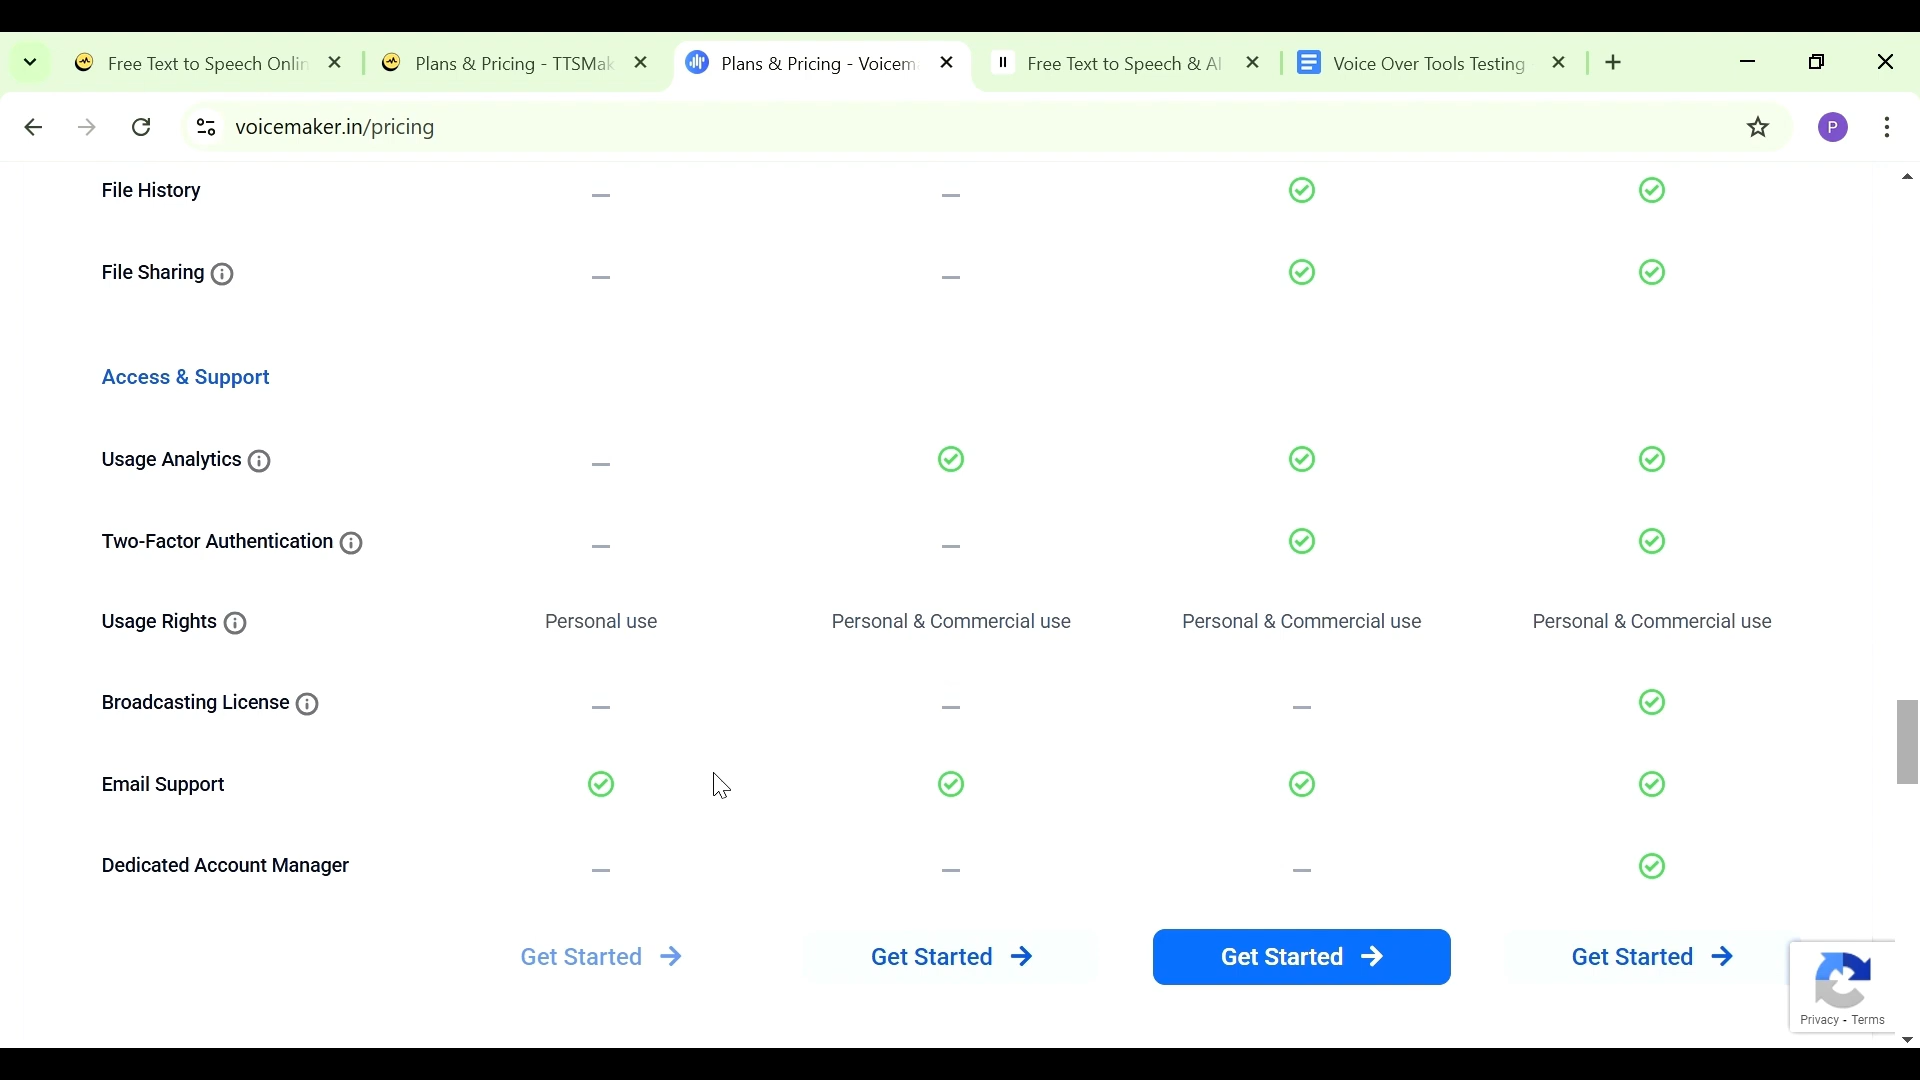 Free Text to Speech Onlin
Plans & Pricing - TTSMak
Plans & Pricing - Voicem
Free Text to Speech & AI
Voice Over Tools Testing
voicemaker.in/pricing
P
File History
File Sharing
Access & Support
Usage Analytics
Two-Factor Authentication
Usage Rights Personal use Personal & Commercial use Personal & Commercial use Personal & Commercial use
Broadcasting License
Email Support
Dedicated Account Manager
Get Started Get Started Get Started Get Started
Privacy - Terms